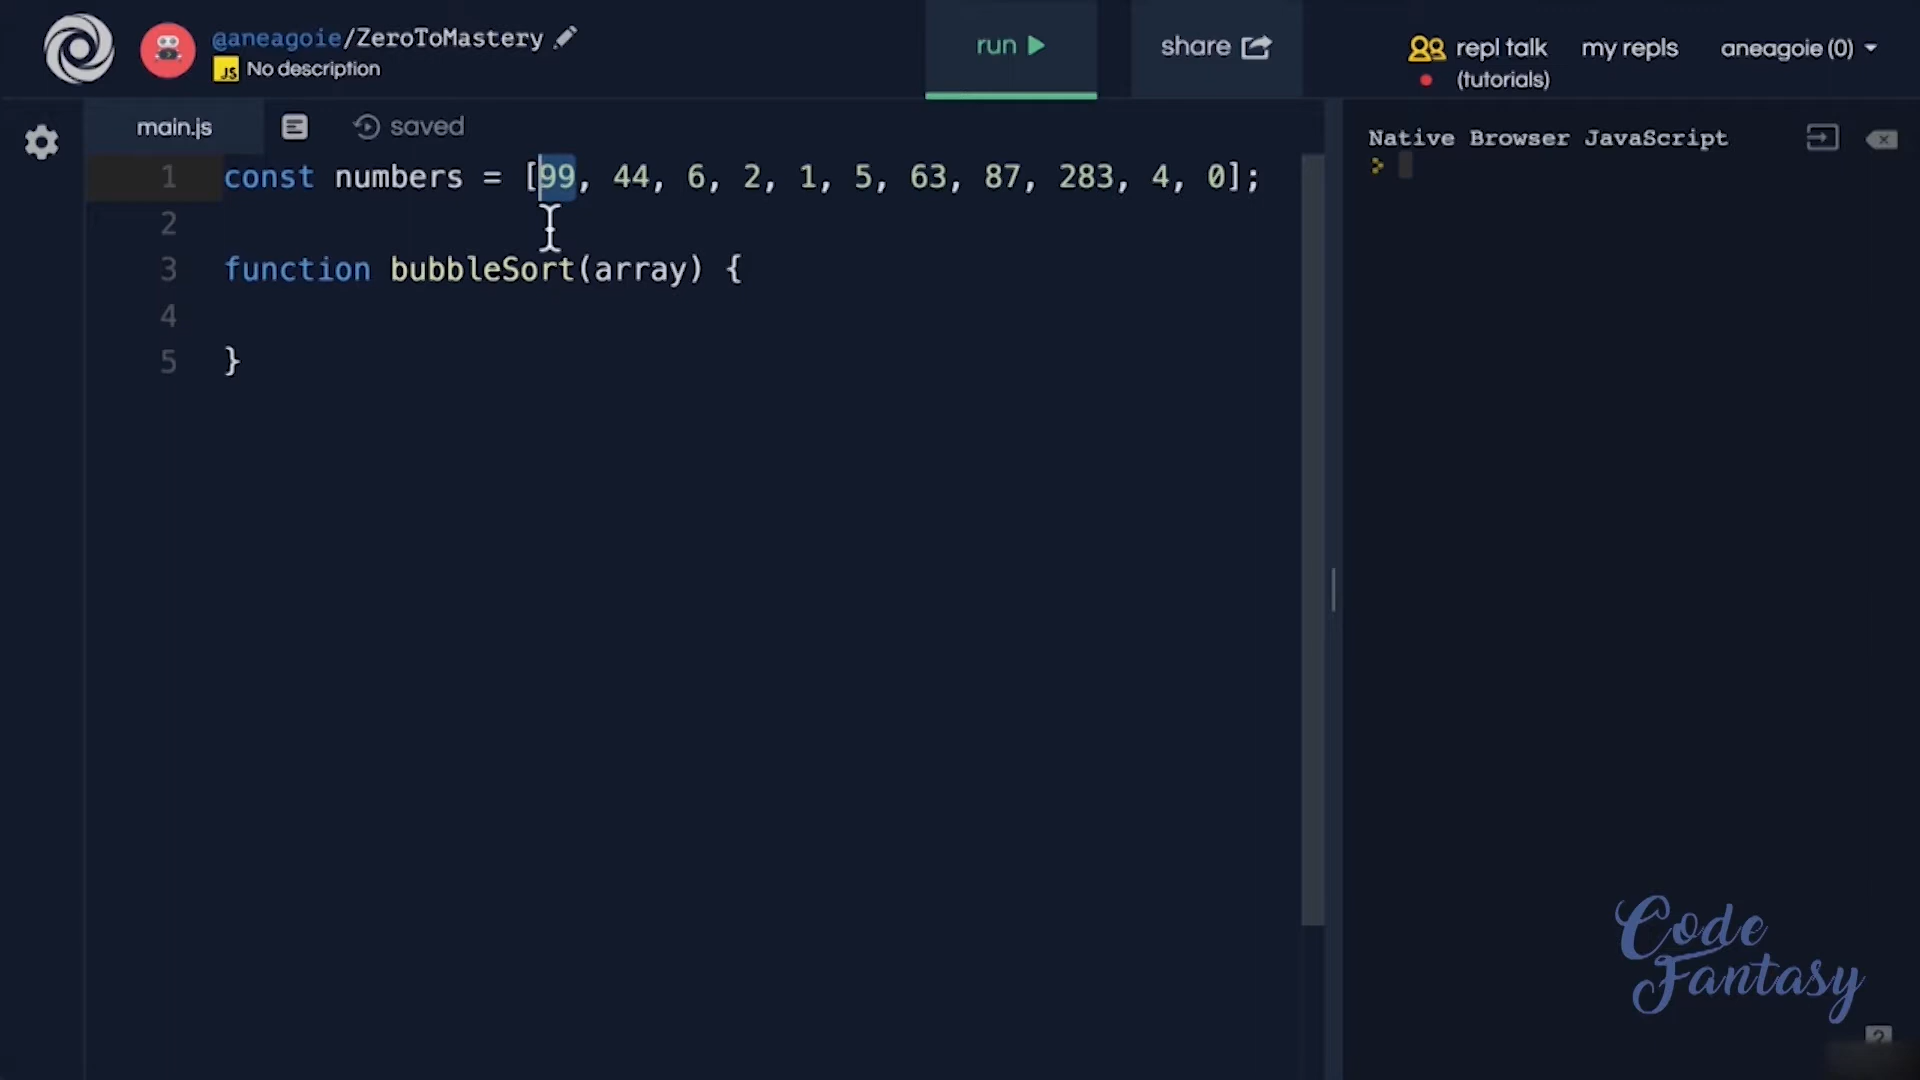 @aneagoie/ZeroToMastery
JS No description
run
share
repl talk
(tutorials)
my repls
aneagoie (0)
main.js
saved
Native Browser JavaScript
>
1 const numbers = [99, 44, 6, 2, 1, 5, 63, 87, 283, 4, 0];
2
3 function bubbleSort(array) {
4
5 }
Code
Fantasy
?